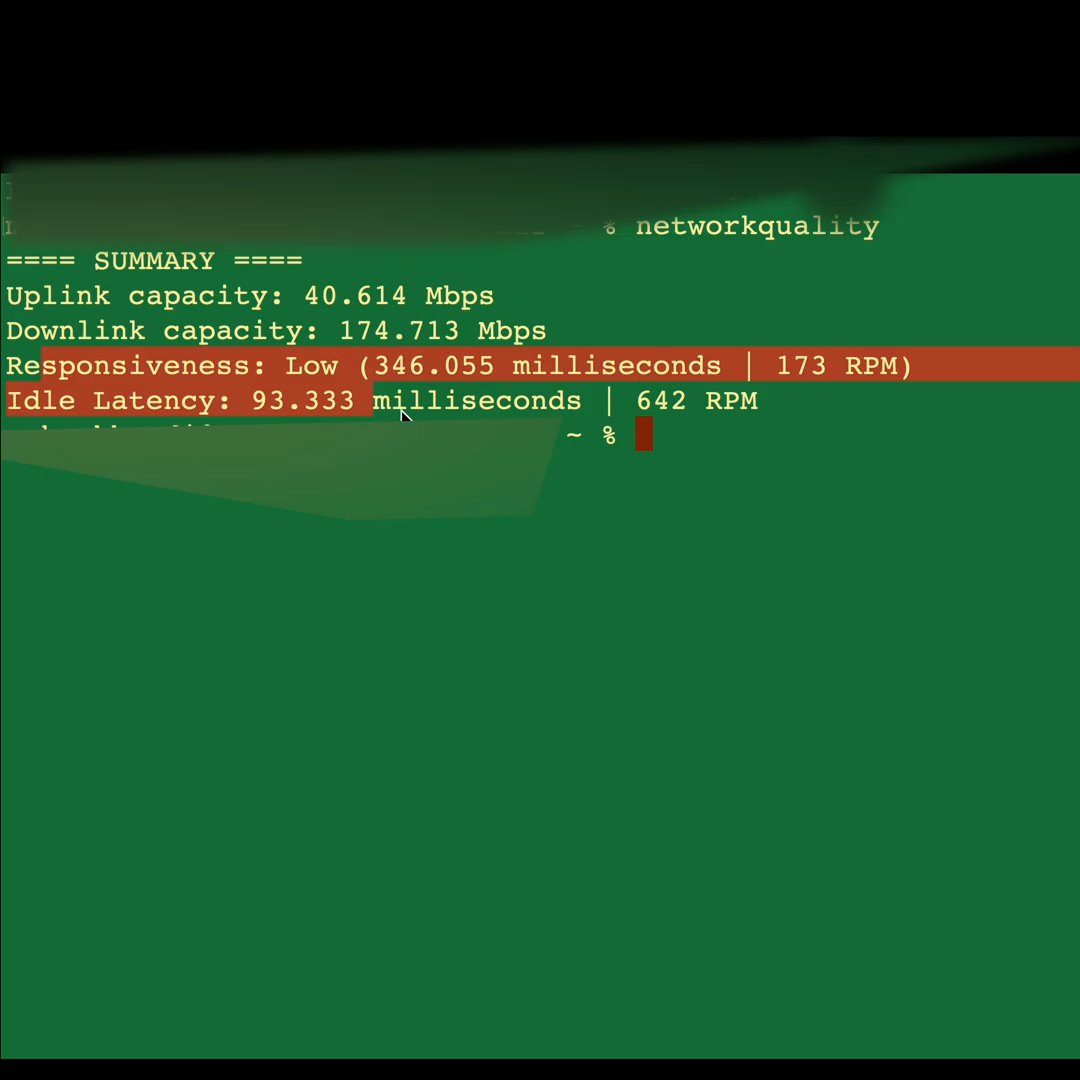 % networkquality
==== SUMMARY ====
Uplink capacity: 40.614 Mbps
Downlink capacity: 174.713 Mbps
Responsiveness: Low (346.055 milliseconds | 173 RPM)
Idle Latency: 93.333 milliseconds | 642 RPM
~ %